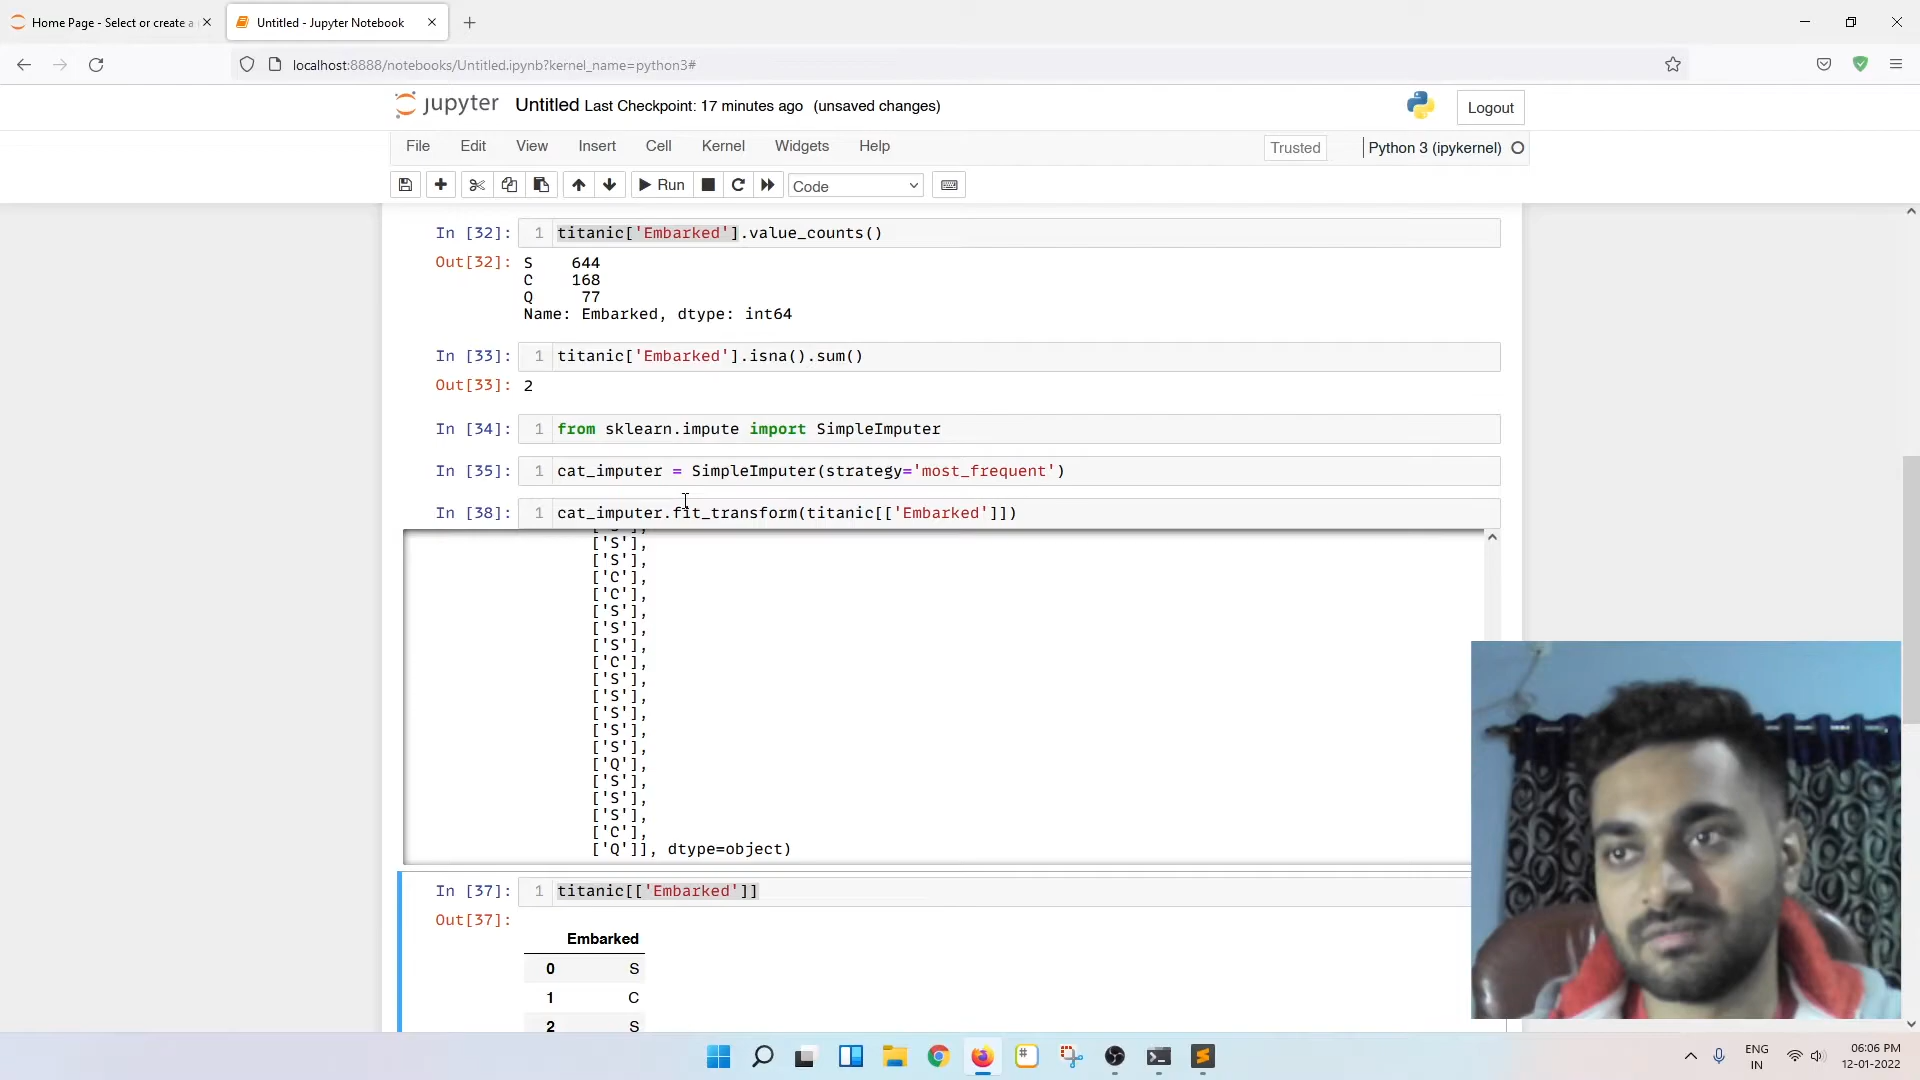 Home Page - Select or create a
Untitled - Jupyter Notebook
localhost:8888/notebooks/Untitled.ipynb?kernel_name=python3#
jupyter Untitled Last Checkpoint: 17 minutes ago (unsaved changes)
Logout
File Edit View Insert Cell Kernel Widgets Help
Trusted
Python 3 (ipykernel)
Run
Code
In [32]: 1 titanic['Embarked'].value_counts()
Out[32]: S 644
C 168
Q 77
Name: Embarked, dtype: int64
In [33]: 1 titanic['Embarked'].isna().sum()
Out[33]: 2
In [34]: 1 from sklearn.impute import SimpleImputer
In [35]: 1 cat_imputer = SimpleImputer(strategy='most_frequent')
In [38]: 1 cat_imputer.fit_transform(titanic[['Embarked']])
['S'],
['S'],
['C'],
['C'],
['S'],
['S'],
['S'],
['C'],
['S'],
['S'],
['S'],
['S'],
['S'],
['Q'],
['S'],
['S'],
['S'],
['C'],
['Q']], dtype=object)
In [37]: 1 titanic[['Embarked']]
Out[37]:
Embarked
0 S
1 C
2 S
ENG
IN
06:06 PM
12-01-2022